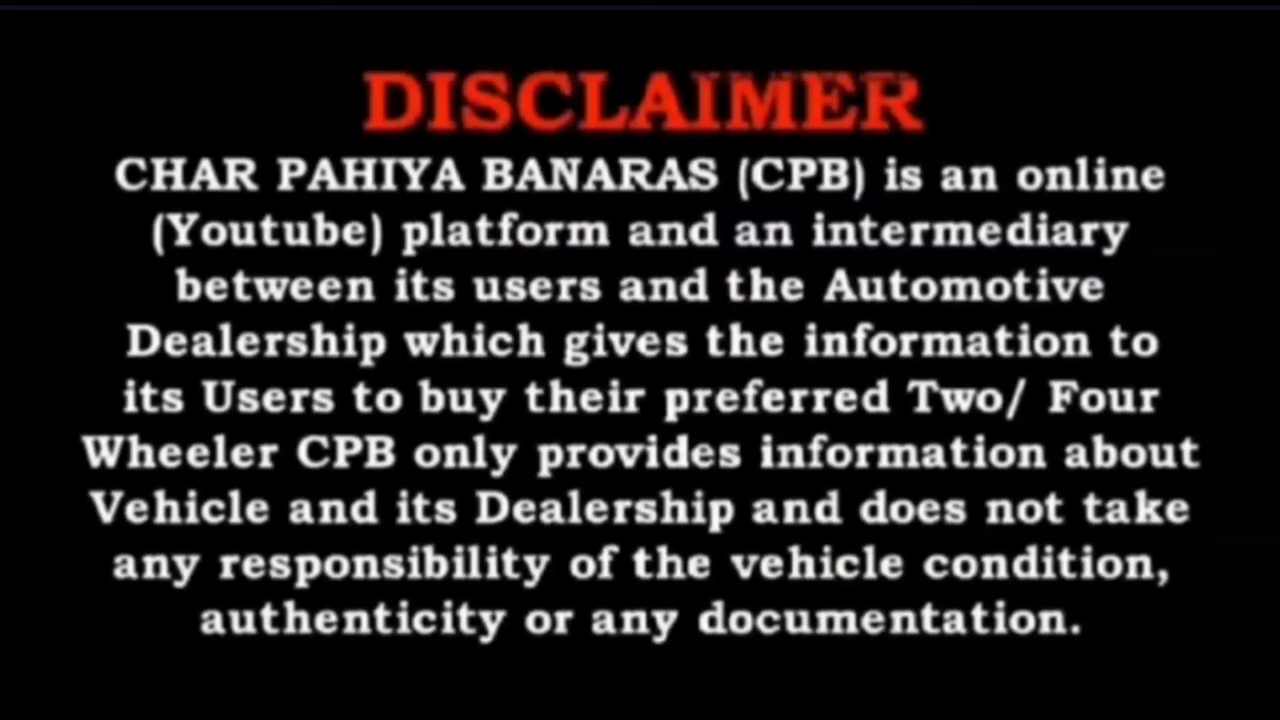 DISCLAIMER
CHAR PAHIYA BANARAS (CPB) is an online
(Youtube) platform and an intermediary
between its users and the Automotive
Dealership which gives the information to
its Users to buy their preferred Two/ Four
Wheeler CPB only provides information about
Vehicle and its Dealership and does not take
any responsibility of the vehicle condition,
authenticity or any documentation.